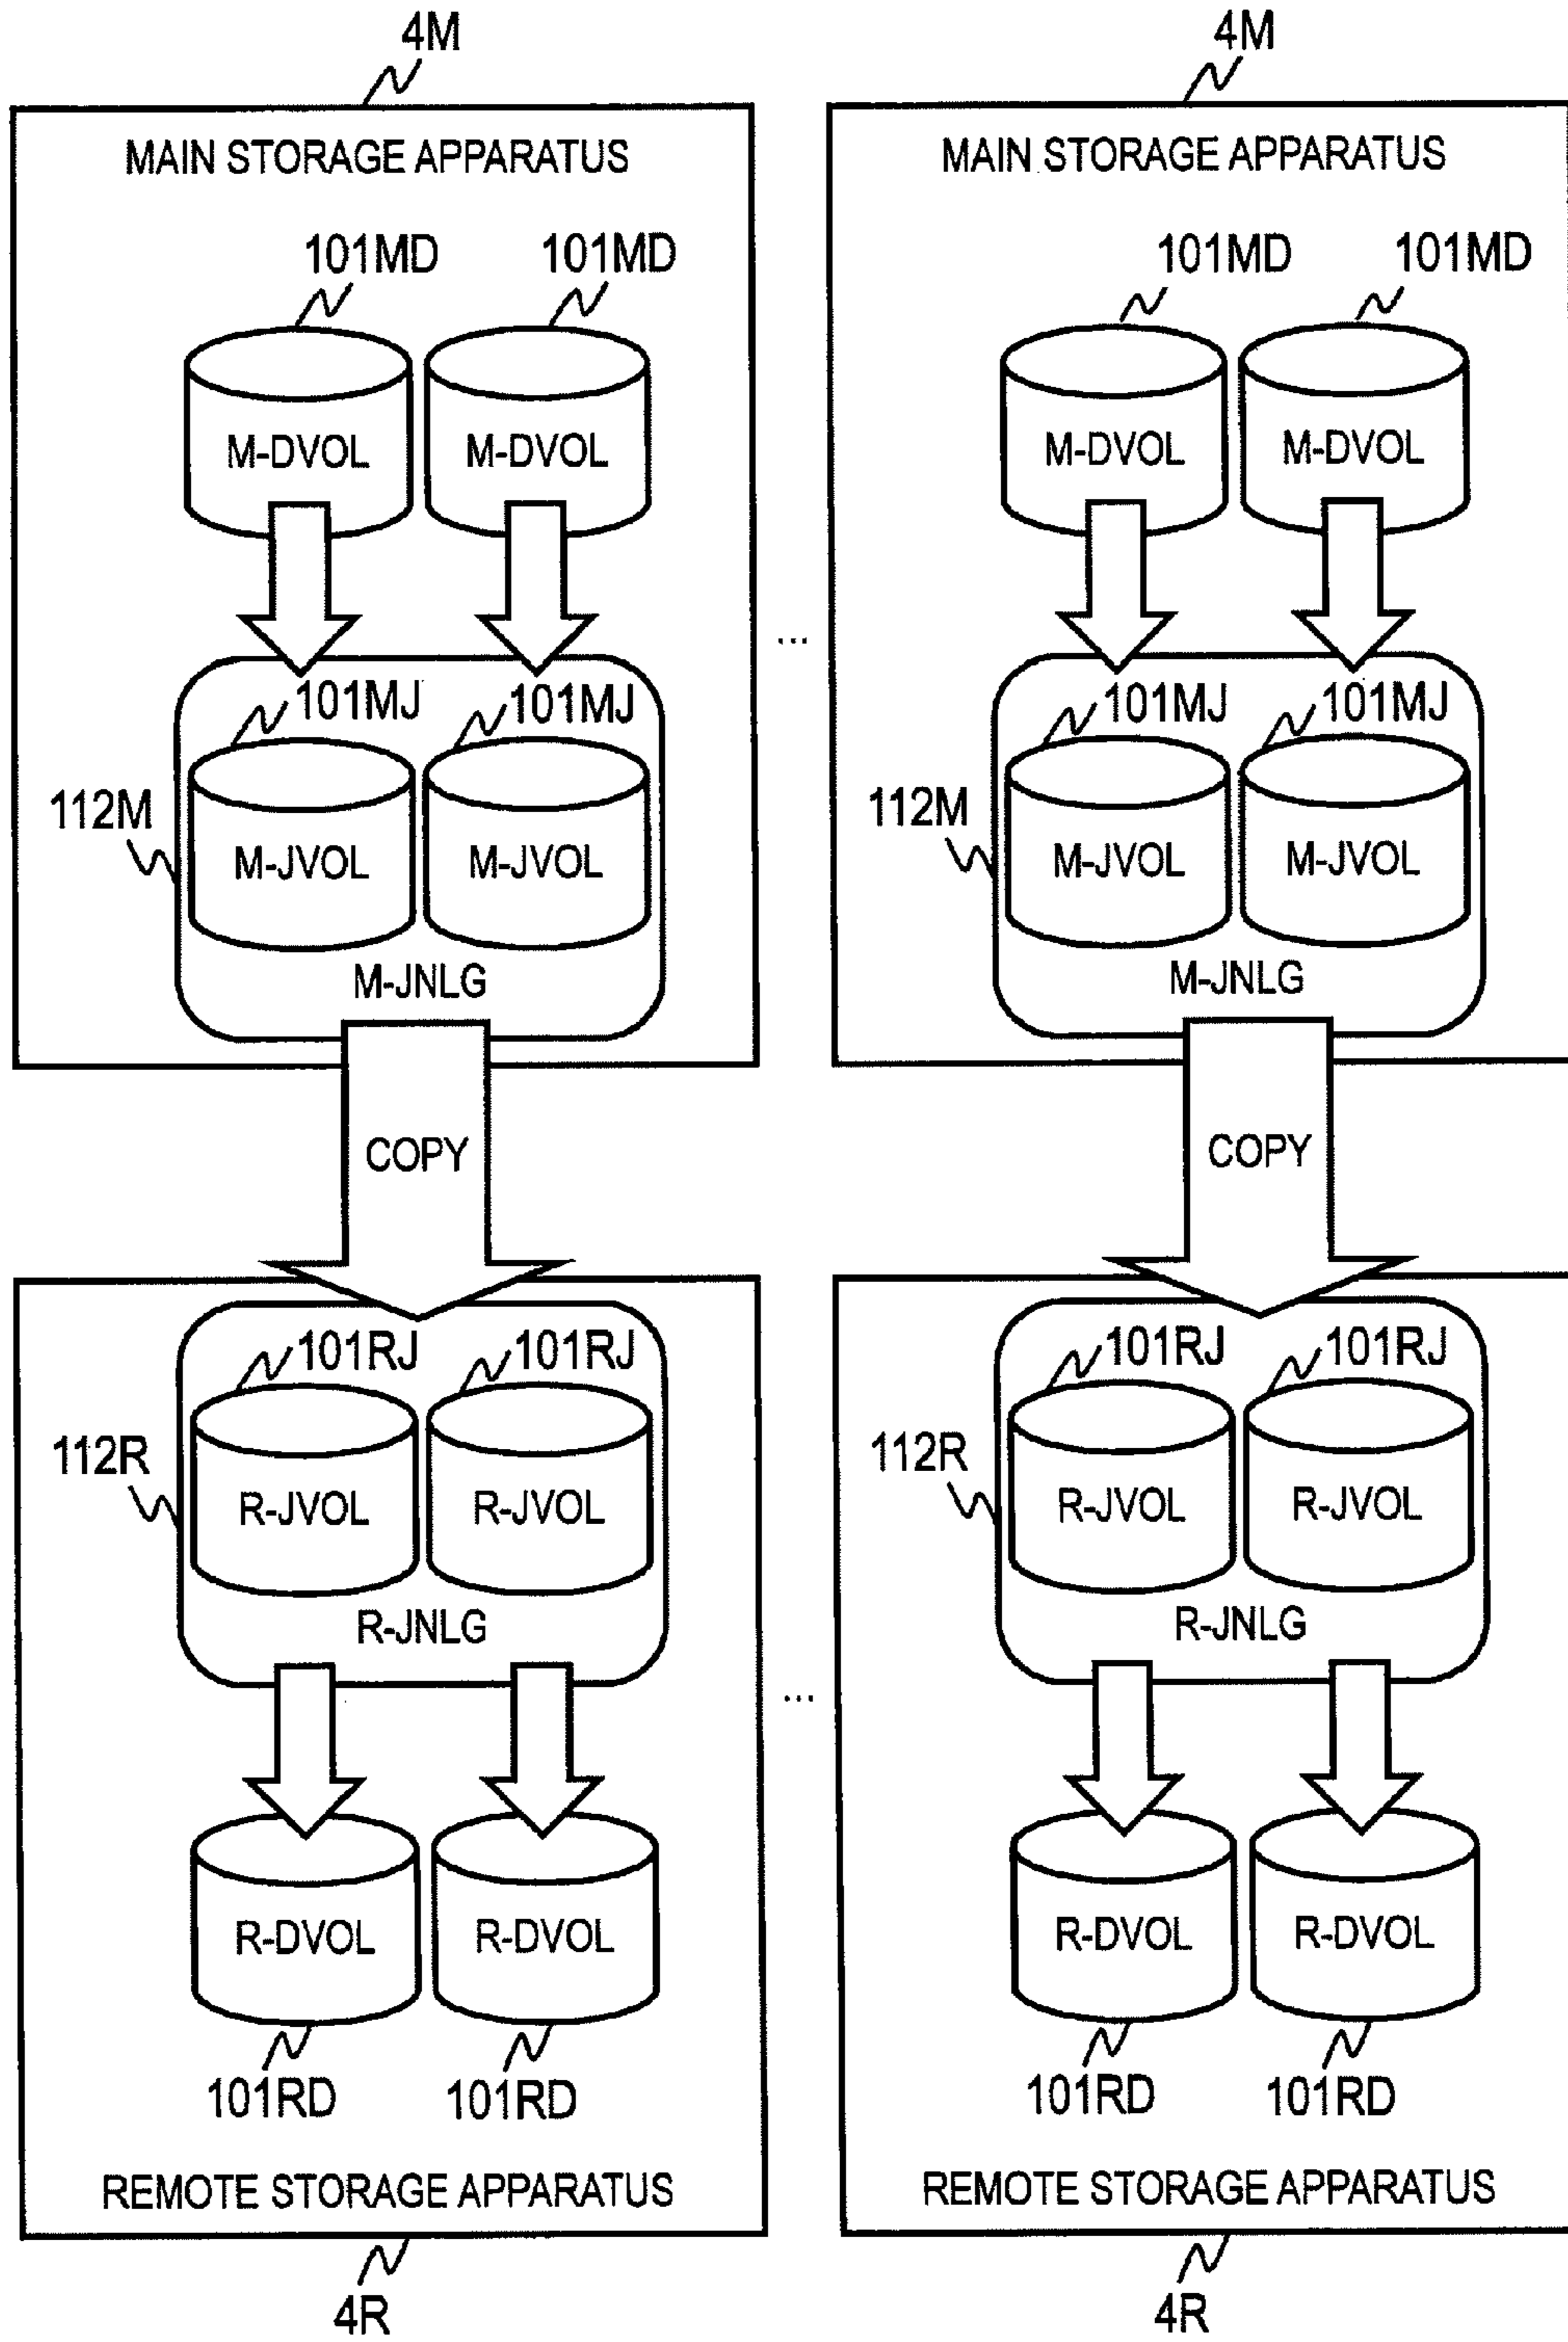 4M 4M
MAIN STORAGE APPARATUS MAIN STORAGE APPARATUS
101MD 101MD 101MD 101MD
M-DVOL M-DVOL M-DVOL M-DVOL
...
101MJ 101MJ 101MJ 101MJ
112M 112M
M-JVOL M-JVOL M-JVOL M-JVOL
M-JNLG M-JNLG
COPY COPY
101RJ 101RJ 101RJ 101RJ
112R 112R
R-JVOL R-JVOL R-JVOL R-JVOL
R-JNLG R-JNLG
...
R-DVOL R-DVOL R-DVOL R-DVOL
101RD 101RD 101RD 101RD
REMOTE STORAGE APPARATUS REMOTE STORAGE APPARATUS
4R 4R